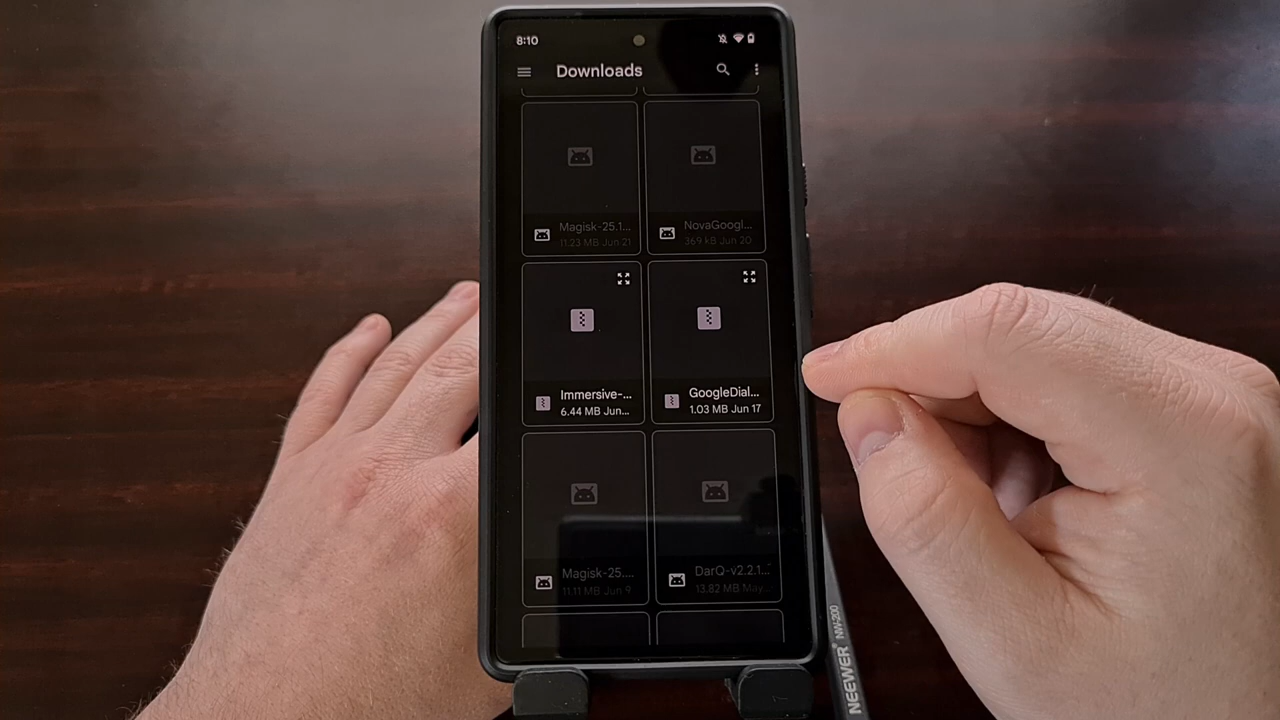 8:10
Downloads
Magisk-25.1...
11.23 MB Jun 21
NovaGoogl...
369 kB Jun 20
Immersive-...
6.44 MB Jun...
GoogleDial...
1.03 MB Jun 17
Magisk-25....
11.11 MB Jun 9
DarQ-v2.2.1...
13.82 MB May...
NEEWER® NW-200